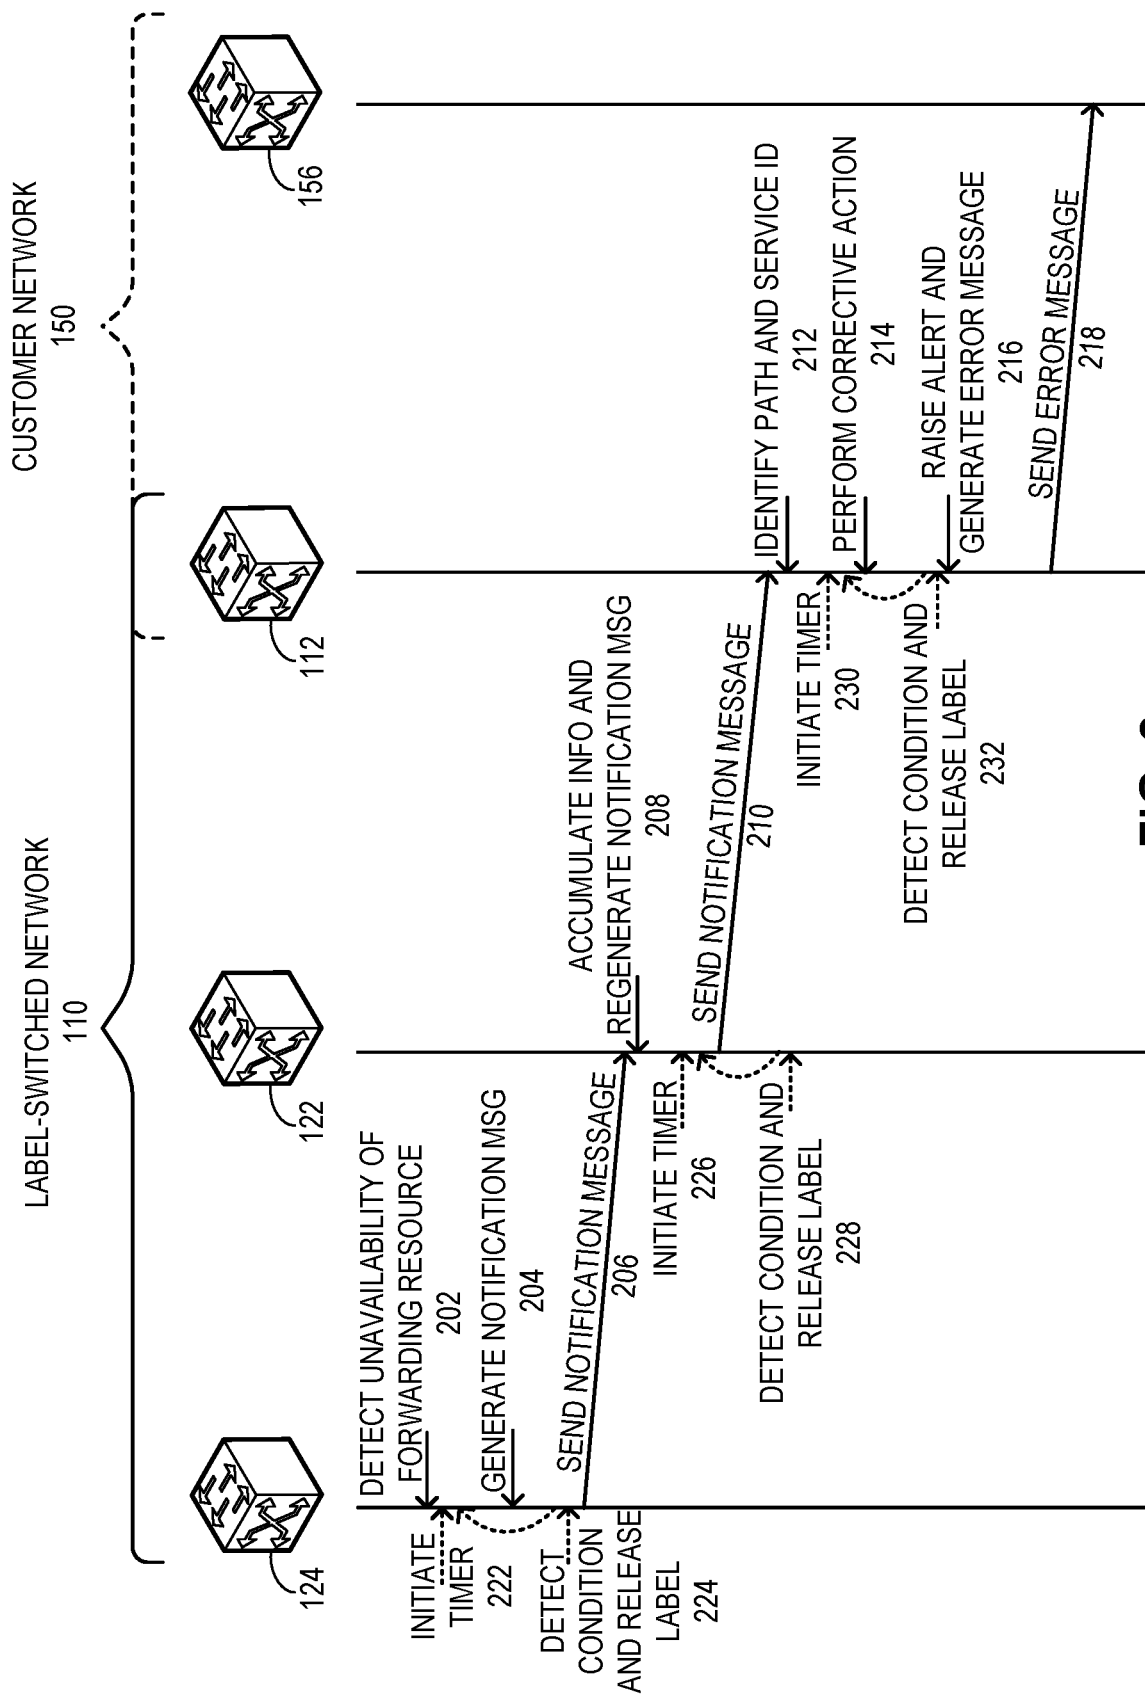 LABEL-SWITCHED NETWORK
110
CUSTOMER NETWORK
150
124
122
112
156
DETECT UNAVAILABILITY OF
FORWARDING RESOURCE
202
INITIATE
TIMER
222
GENERATE NOTIFICATION MSG
204
DETECT
CONDITION
AND RELEASE
LABEL
224
SEND NOTIFICATION MESSAGE
206
ACCUMULATE INFO AND
REGENERATE NOTIFICATION MSG
208
INITIATE TIMER
226
SEND NOTIFICATION MESSAGE
210
DETECT CONDITION AND
RELEASE LABEL
228
IDENTIFY PATH AND SERVICE ID
212
INITIATE TIMER
230
PERFORM CORRECTIVE ACTION
214
DETECT CONDITION AND
RELEASE LABEL
232
RAISE ALERT AND
GENERATE ERROR MESSAGE
216
SEND ERROR MESSAGE
218